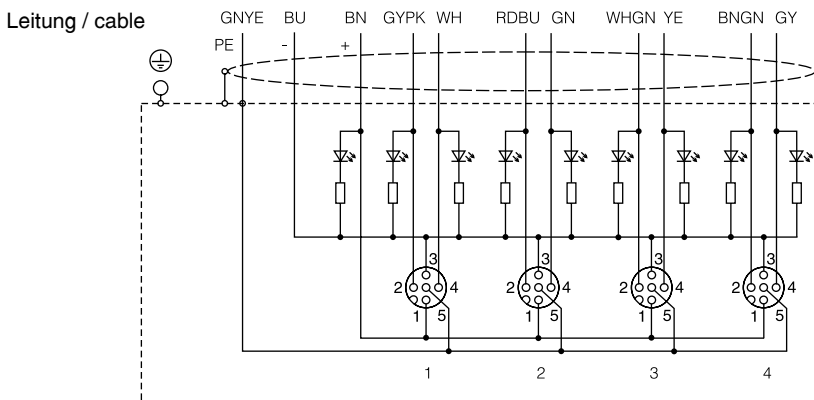 Leitung / cable
GNYE BU BN GYPK WH RDBU GN WHGN YE BNGN GY
PE - +
3 3 3 3
2 4 2 4 2 4 2 4
1 5 1 5 1 5 1 5
1 2 3 4